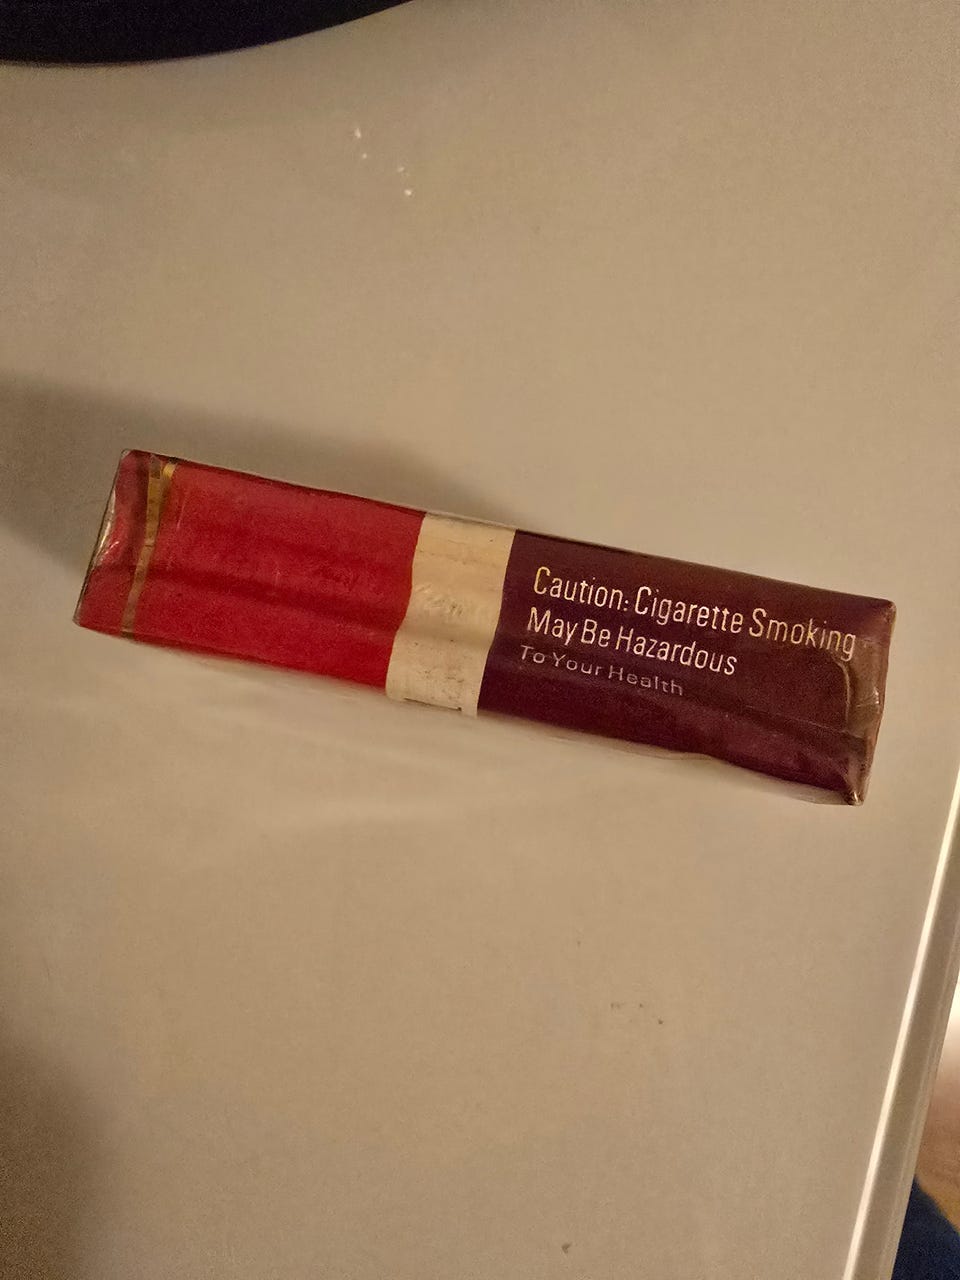 Caution: Cigarette Smoking
May Be Hazardous
To Your Health